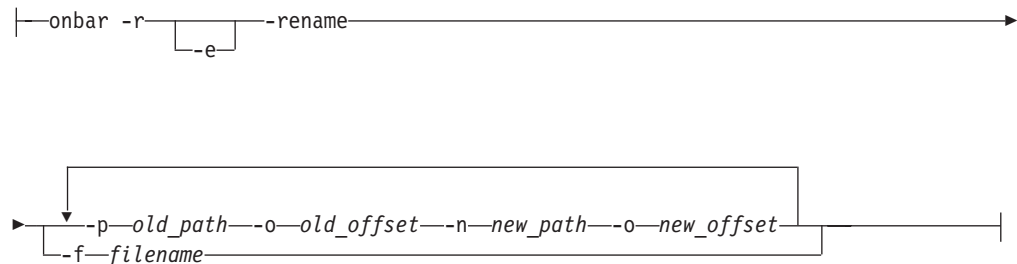 onbar -r -rename
-e
-p old_path -o old_offset -n new_path -o new_offset
-f filename